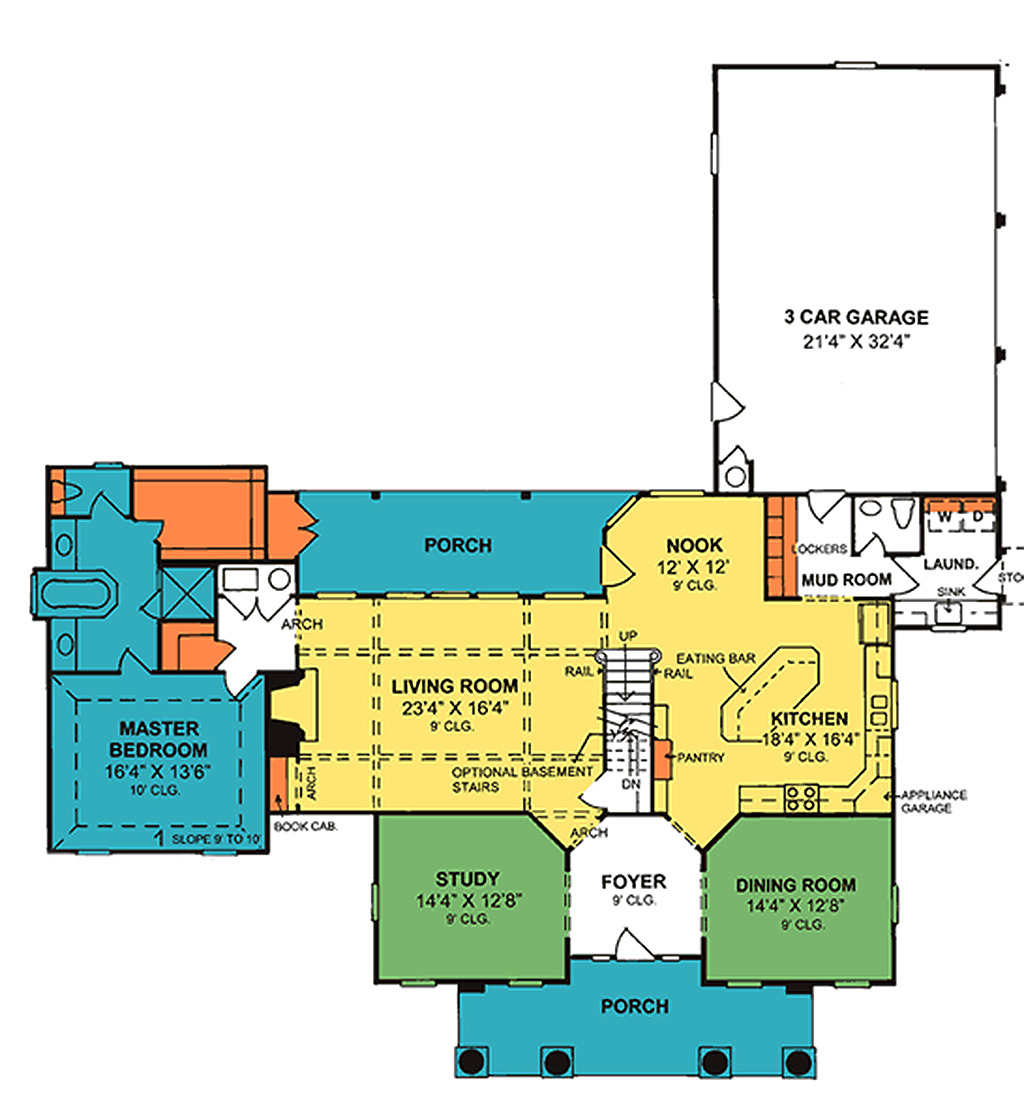 3 CAR GARAGE
21'4" X 32'4"
PORCH
NOOK
12' X 12'
9' CLG.
LOCKERS
MUD ROOM
W
D
LAUND.
SINK
STO
ARCH
UP
RAIL
RAIL
EATING BAR
LIVING ROOM
23'4" X 16'4"
9' CLG.
KITCHEN
18'4" X 16'4"
9' CLG.
MASTER
BEDROOM
16'4" X 13'6"
10' CLG.
1 SLOPE 9' TO 10'
ARCH
BOOK CAB.
OPTIONAL BASEMENT
STAIRS
DN
PANTRY
APPLIANCE
GARAGE
ARCH
STUDY
14'4" X 12'8"
9' CLG.
FOYER
9' CLG.
DINING ROOM
14'4" X 12'8"
9' CLG.
PORCH